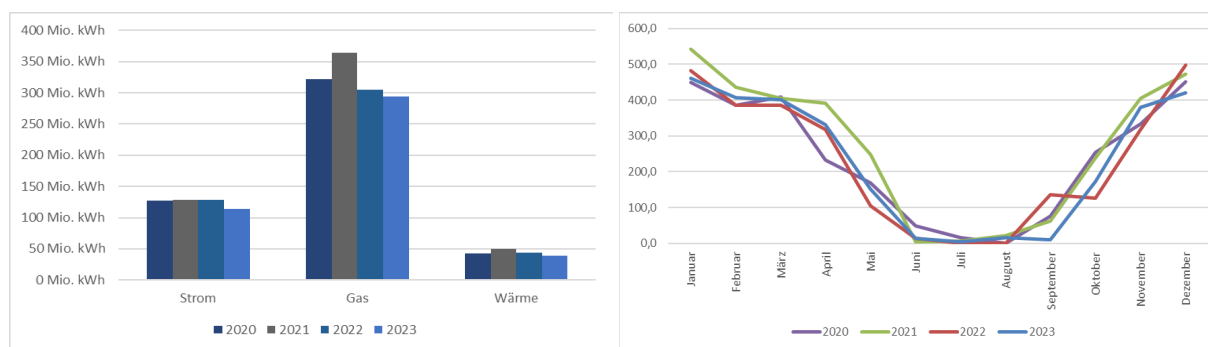 400 Mio. kWh
350 Mio. kWh
300 Mio. kWh
250 Mio. kWh
200 Mio. kWh
150 Mio. kWh
100 Mio. kWh
50 Mio. kWh
0 Mio. kWh
Strom Gas Wärme
2020 2021 2022 2023
600,0
500,0
400,0
300,0
200,0
100,0
0,0
Januar
Februar
März
April
Mai
Juni
Juli
August
September
Oktober
November
Dezember
2020 2021 2022 2023